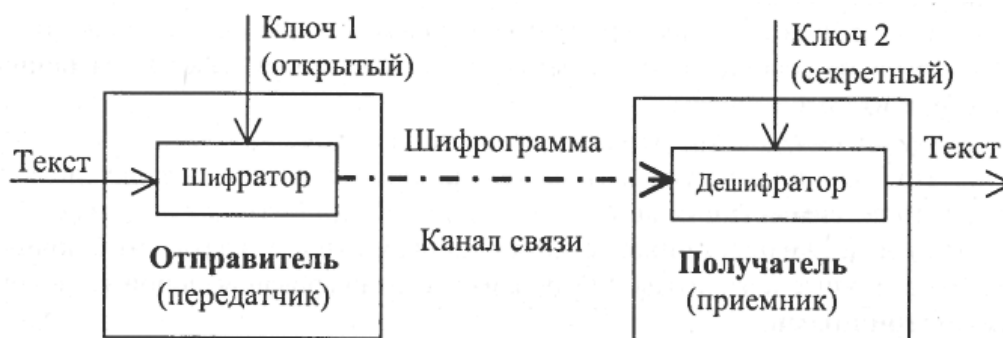 Ключ 1
(открытый)
Ключ 2
(секретный)
Текст
Шифратор
Шифрограмма
Дешифратор
Текст
Канал связи
Отправитель
(передатчик)
Получатель
(приемник)